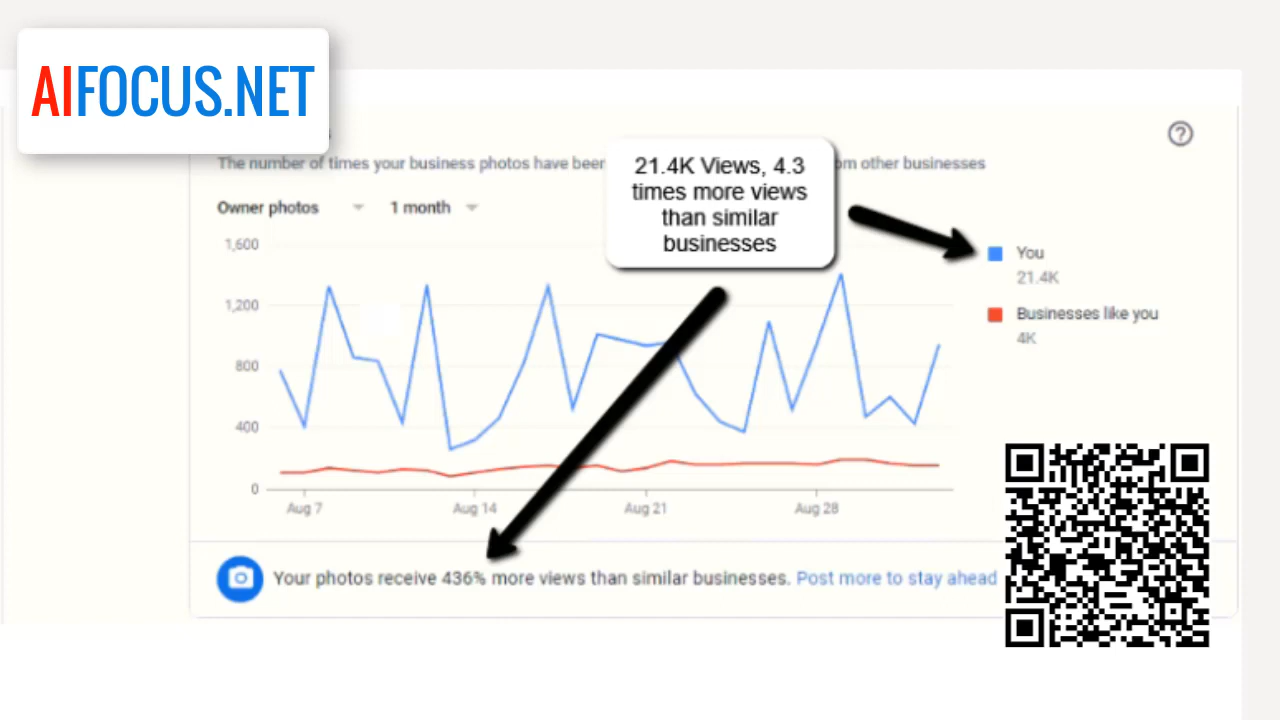 AIFOCUS.NET
The number of times your business photos have been
om other businesses
21.4K Views, 4.3
times more views
than similar
businesses
Owner photos
1 month
1,600
1,200
800
400
0
Aug 7
Aug 14
Aug 21
Aug 28
You
21.4K
Businesses like you
4K
Your photos receive 436% more views than similar businesses. Post more to stay ahead